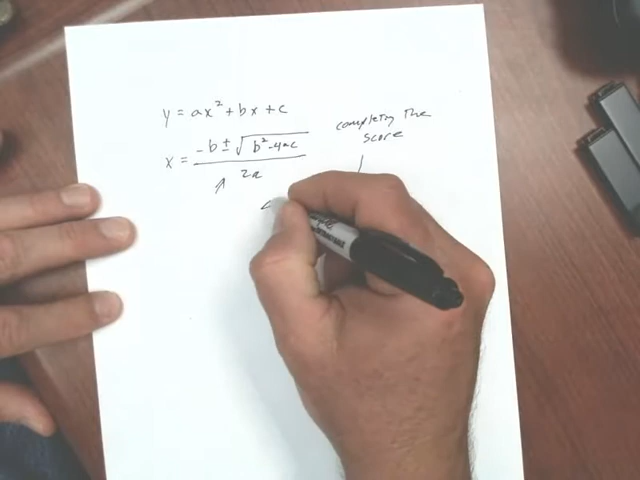 y = ax² + bx + c
x = -b ± √b² - 4ac
2a
completing the
score